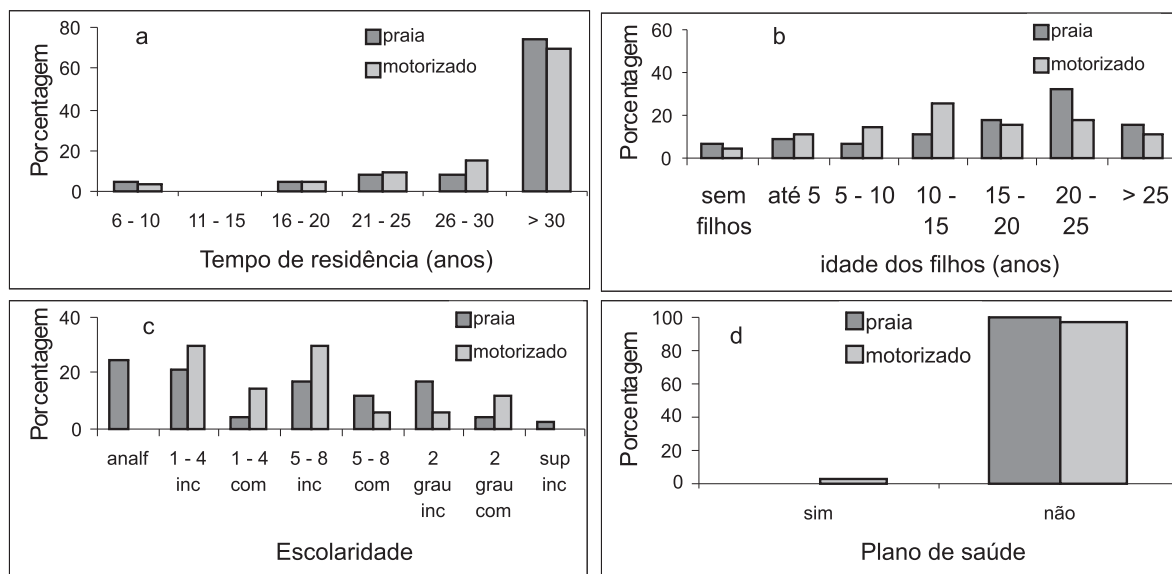 a
praia
motorizado
Porcentagem
80
60
40
20
0
6 - 10 11 - 15 16 - 20 21 - 25 26 - 30 > 30
Tempo de residência (anos)
b
praia
motorizado
Porcentagem
60
40
20
0
sem até 5 5 - 10 10 - 15 - 20 - > 25
filhos 15 20 25
idade dos filhos (anos)
c
praia
motorizado
Porcentagem
40
20
0
analf 1 - 4 1 - 4 5 - 8 5 - 8 2 2 sup
inc com inc com grau grau inc
inc com
Escolaridade
d
praia
motorizado
Porcentagem
100
80
60
40
20
0
sim não
Plano de saúde